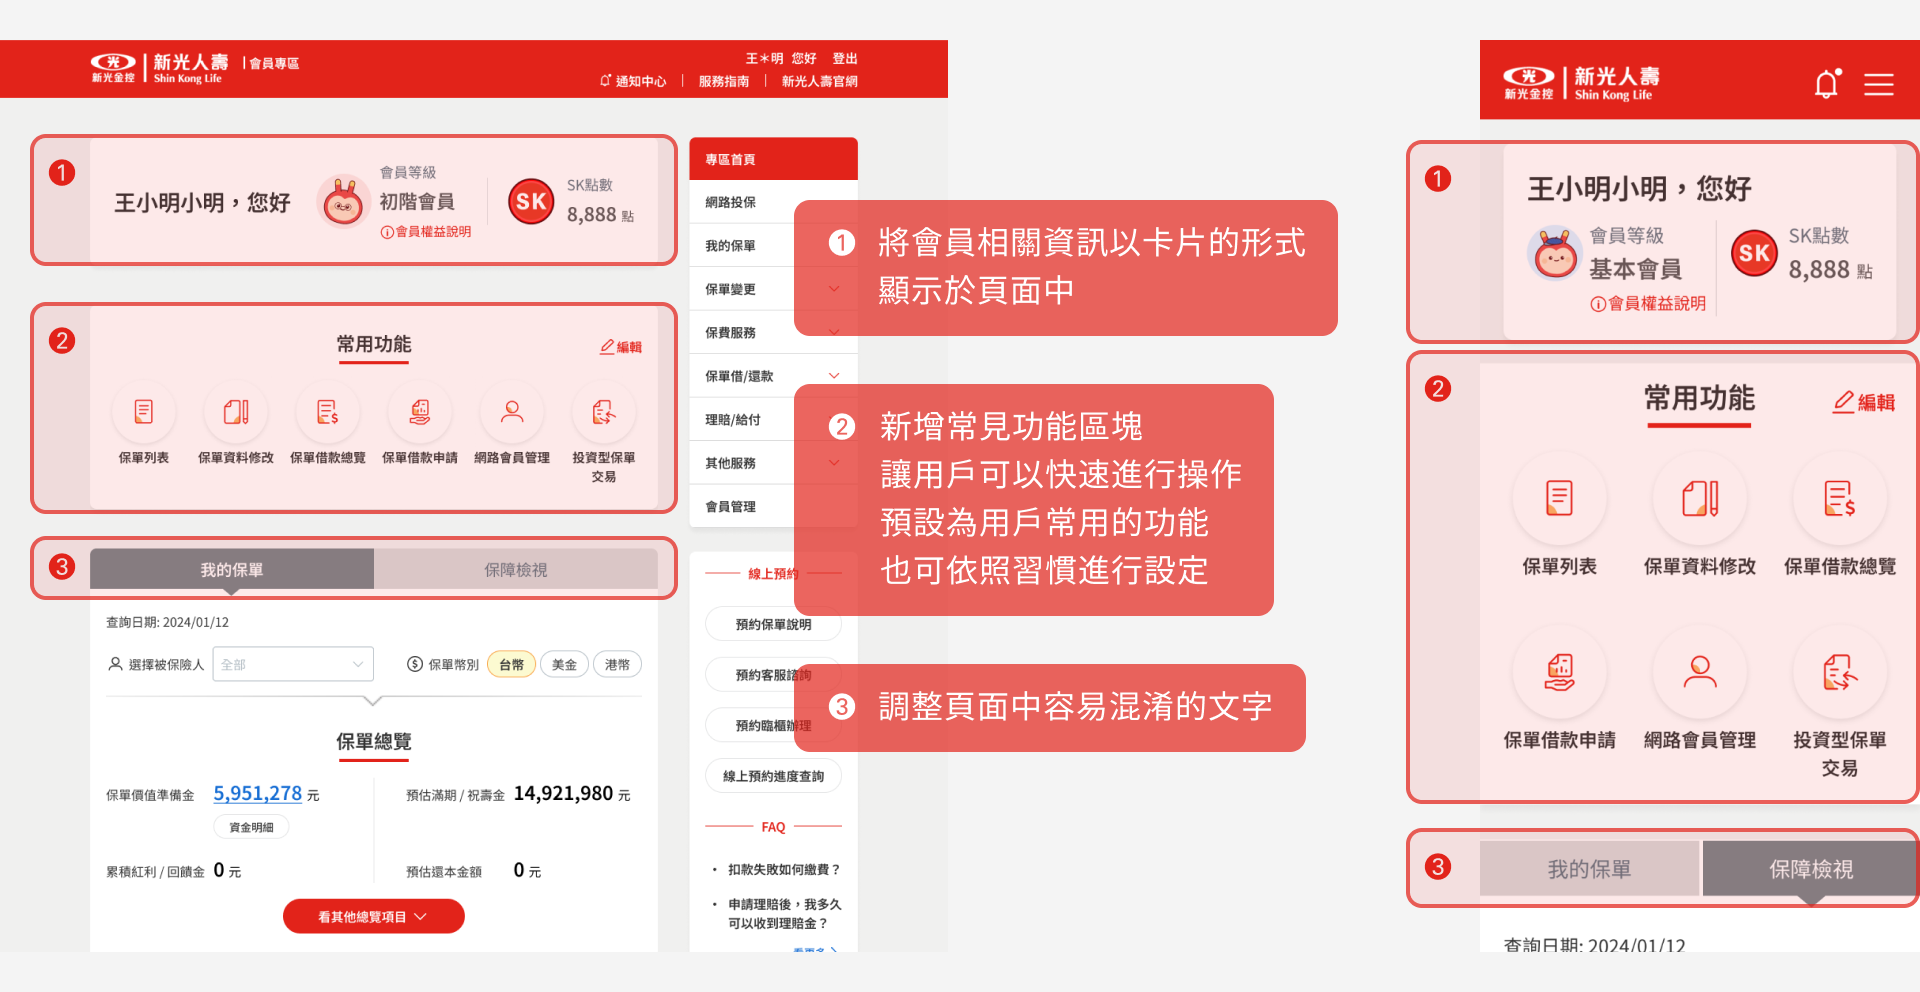 新光金控
新光人壽
Shin Kong Life
會員專區
王＊明 您好 登出
通知中心 | 服務指南 | 新光人壽官網
1
王小明小明，您好
會員等級
初階會員
會員權益說明
SK
SK點數
8,888 點
2
常用功能
編輯
保單列表
保單資料修改
保單借款總覽
保單借款申請
網路會員管理
投資型保單
交易
3
我的保單
保障檢視
查詢日期: 2024/01/12
選擇被保險人
全部
保單幣別
台幣
美金
港幣
保單總覽
保單價值準備金 5,951,278 元
資金明細
預估滿期 / 祝壽金 14,921,980 元
累積紅利 / 回饋金 0 元
預估還本金額 0 元
看其他總覽項目
專區首頁
網路投保
我的保單
保單變更
保費服務
保單借/還款
理賠/給付
其他服務
會員管理
線上預約
預約保單說明
預約客服諮詢
預約臨櫃辦理
線上預約進度查詢
FAQ
• 扣款失敗如何繳費？
• 申請理賠後，我多久
可以收到理賠金？
看更多
1 將會員相關資訊以卡片的形式
顯示於頁面中
2 新增常見功能區塊
讓用戶可以快速進行操作
預設為用戶常用的功能
也可依照習慣進行設定
3 調整頁面中容易混淆的文字
新光金控
新光人壽
Shin Kong Life
1
王小明小明，您好
會員等級
基本會員
會員權益說明
SK
SK點數
8,888 點
2
常用功能
編輯
保單列表
保單資料修改
保單借款總覽
保單借款申請
網路會員管理
投資型保單
交易
3
我的保單
保障檢視
查詢日期: 2024/01/12